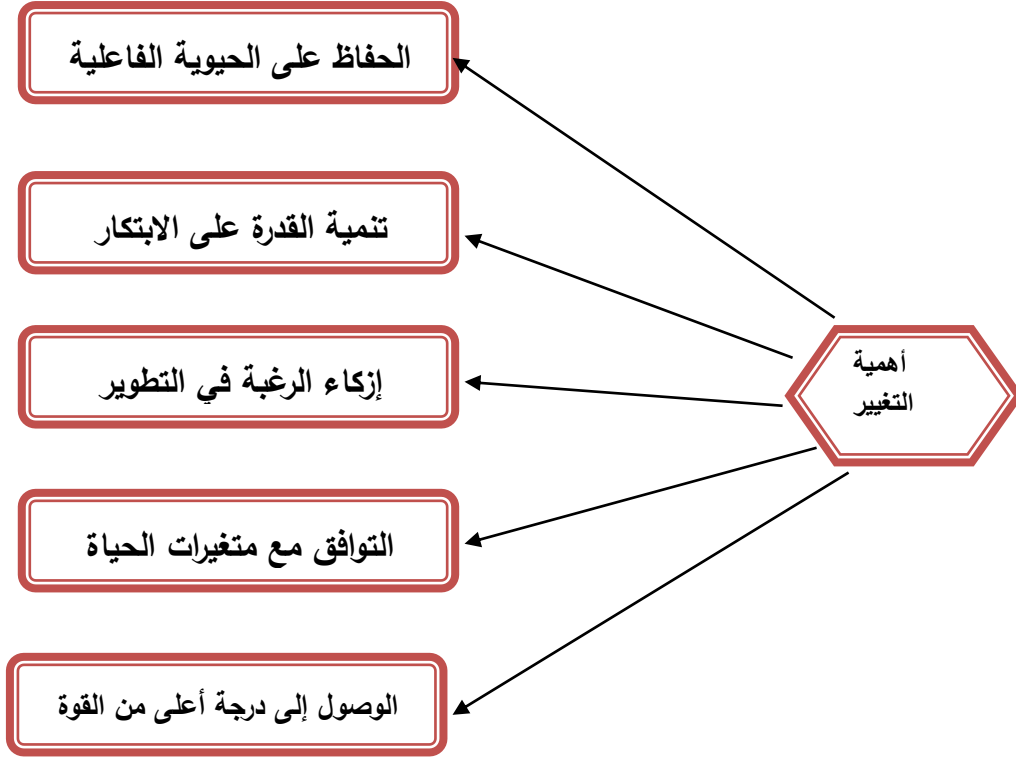 أهمية
التغيير
الحفاظ على الحيوية الفاعلية
تنمية القدرة على الابتكار
إزكاء الرغبة في التطوير
التوافق مع متغيرات الحياة
الوصول إلى درجة أعلى من القوة